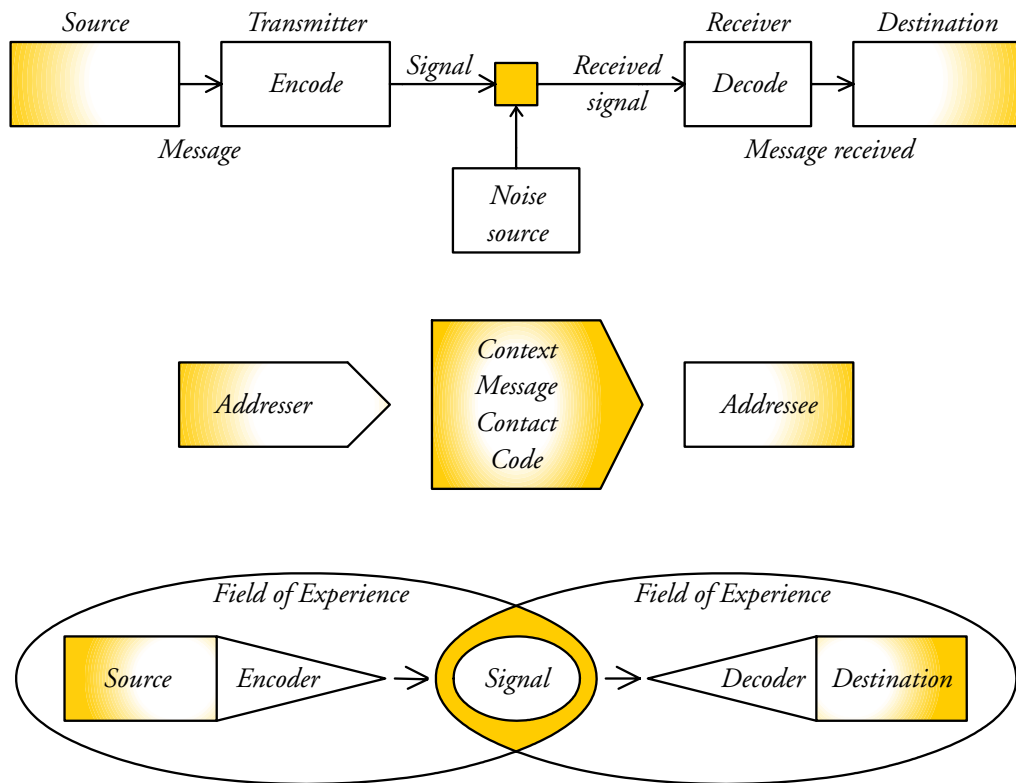 Source
Transmitter
Receiver
Destination
Encode
Signal
Received
signal
Decode
Message
Message received
Noise
source
Context
Message
Contact
Code
Addresser
Addressee
Field of Experience
Field of Experience
Source
Encoder
Signal
Decoder
Destination